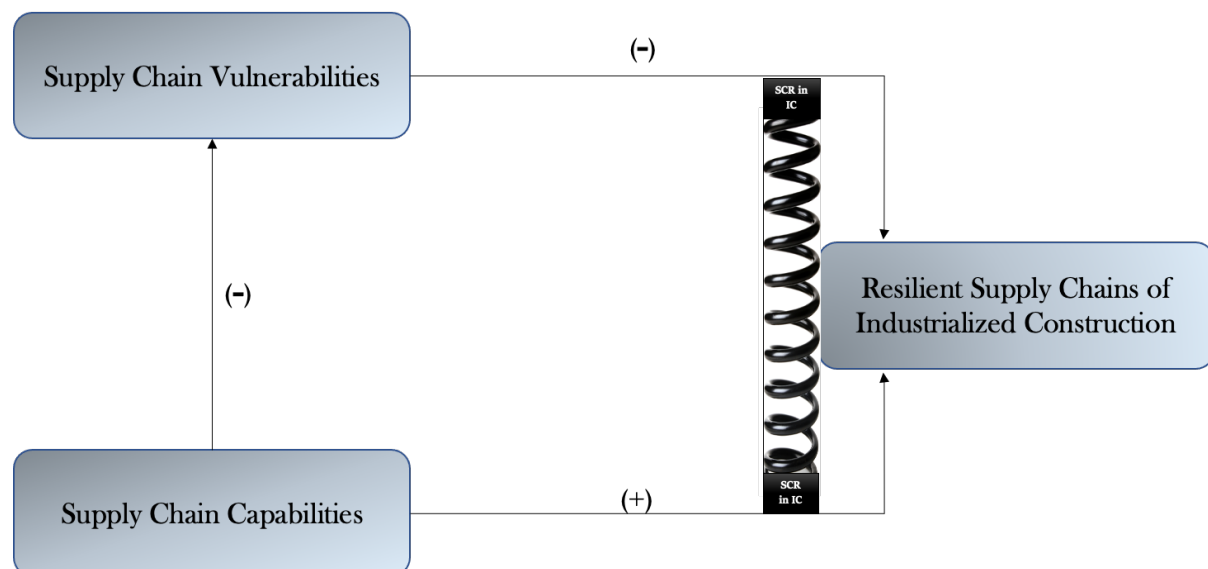 (-)
Supply Chain Vulnerabilities
SCR in
IC
(-)
Resilient Supply Chains of
Industrialized Construction
SCR
in IC
(+)
Supply Chain Capabilities